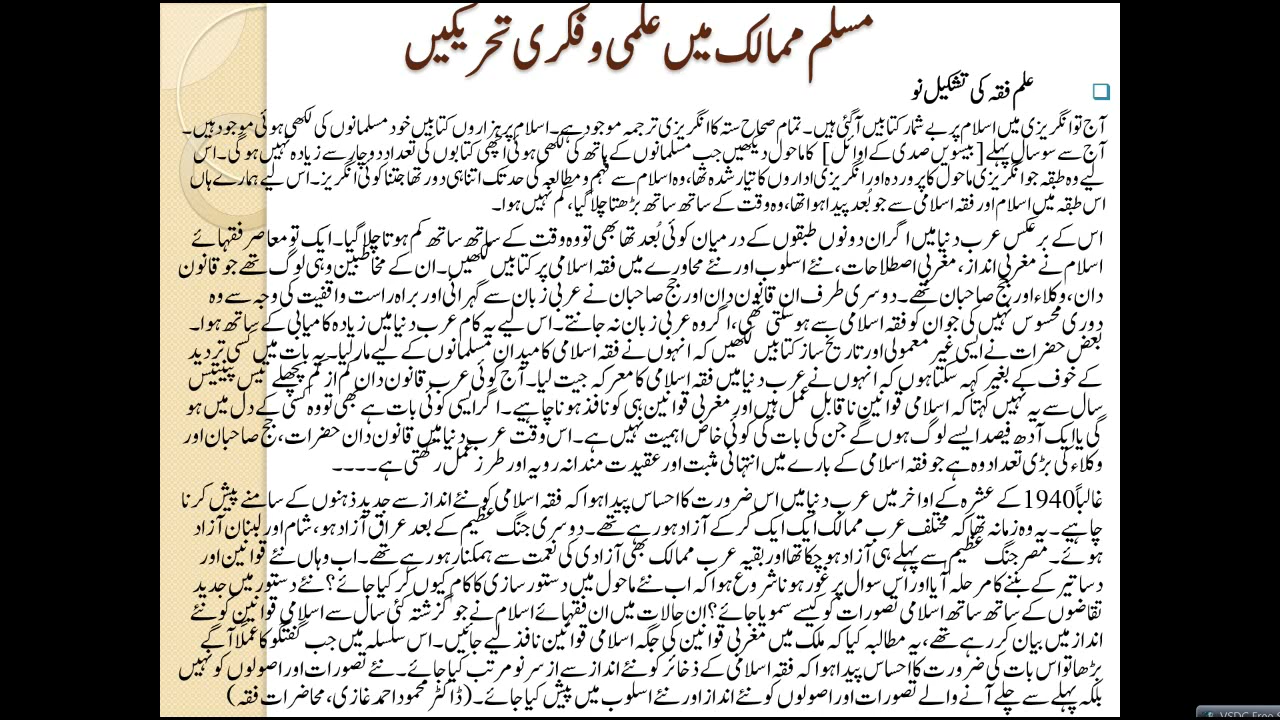 مسلم ممالک میں علمی و فکری تحریکیں
علم فقہ کی تشکیل نو
آج تو انگریزی میں اسلام پر بے شمار کتابیں آگئی ہیں۔ تمام صحاح ستہ کا انگریزی ترجمہ موجود ہے۔ اسلام پر ہزاروں کتابیں خود مسلمانوں کی لکھی ہوئی موجود ہیں۔
آج سے سو سال پہلے [بیسویں صدی کے اوائل] کا ماحول دیکھیں جب مسلمانوں کے ہاتھ کی لکھی ہوئی اچھی کتابوں کی تعداد دو چار سے زیادہ نہیں ہوگی۔ اس
لیے وہ طبقہ جو انگریزی ماحول کا پروردہ اور انگریزی اداروں کا تیار شدہ تھا، وہ اسلام سے فہم و مطالعہ کی حد تک اتنا ہی دور تھا جتنا کوئی انگریز۔ اس لیے ہمارے ہاں
اس طبقہ میں اسلام اور فقہ اسلامی سے جو بُعد پیدا ہوا تھا، وہ وقت کے ساتھ ساتھ بڑھتا چلا گیا، کم نہیں ہوا۔
اس کے برعکس عرب دنیا میں اگر ان دونوں طبقوں کے درمیان کوئی بُعد تھا بھی تو وہ وقت کے ساتھ ساتھ کم ہوتا چلا گیا۔ ایک تو معاصر فقہائے
اسلام نے مغربی انداز، مغربی اصطلاحات، نئے اسلوب اور نئے محاورے میں فقہ اسلامی پر کتابیں لکھیں۔ ان کے مخاطبین وہی لوگ تھے جو قانون
دان، وکلاء اور جج صاحبان تھے۔ دوسری طرف ان قانون دان اور جج صاحبان نے عربی زبان سے گہرائی اور براہ راست واقفیت کی وجہ سے وہ
دوری محسوس نہیں کی جو ان کو فقہ اسلامی سے ہو سکتی تھی، اگر وہ عربی زبان نہ جانتے۔ اس لیے یہ کام عرب دنیا میں زیادہ کامیابی کے ساتھ ہوا۔
بعض حضرات نے ایسی غیر معمولی اور تاریخ ساز کتابیں لکھیں کہ انہوں نے فقہ اسلامی کا میدان مسلمانوں کے لیے مار لیا۔ یہ بات میں کسی تردید
کے خوف کے بغیر کہہ سکتا ہوں کہ انہوں نے عرب دنیا میں فقہ اسلامی کا معرکہ جیت لیا۔ آج کوئی عرب قانون دان کم از کم پچھلے تیس پینتیس
سال سے یہ نہیں کہتا کہ اسلامی قوانین ناقابل عمل ہیں اور مغربی قوانین ہی کو نافذ ہونا چاہیے۔ اگر ایسی کوئی بات ہے بھی تو وہ کسی کے دل میں ہو
گی یا ایک آدھ فیصد ایسے لوگ ہوں گے جن کی بات کی کوئی خاص اہمیت نہیں ہے۔ اس وقت عرب دنیا میں قانون دان حضرات، جج صاحبان اور
وکلاء کی بڑی تعداد وہ ہے جو فقہ اسلامی کے بارے میں انتہائی مثبت اور عقیدت مندانہ رویہ اور طرز عمل رکھتی ہے۔۔۔۔
غالباً 1940 کے عشرہ کے اواخر میں عرب دنیا میں اس ضرورت کا احساس پیدا ہوا کہ فقہ اسلامی کو نئے انداز سے جدید ذہنوں کے سامنے پیش کرنا
چاہیے۔ یہ وہ زمانہ تھا کہ مختلف عرب ممالک ایک ایک کر کے آزاد ہو رہے تھے۔ دوسری جنگ عظیم کے بعد عراق آزاد ہو، شام اور لبنان آزاد
ہوئے۔ مصر جنگ عظیم سے پہلے ہی آزاد ہو چکا تھا اور بقیہ عرب ممالک بھی آزادی کی نعمت سے ہمکنار ہو رہے تھے۔ اب وہاں نئے قوانین اور
دساتیر کے بننے کا مرحلہ آیا اور اس سوال پر غور ہونا شروع ہوا کہ اب نئے ماحول میں دستور سازی کا کام کیوں کر کیا جائے؟ نئے دستور میں جدید
تقاضوں کے ساتھ ساتھ اسلامی تصورات کو کیسے سمویا جائے؟ ان حالات میں ان فقہائے اسلام نے جو گزشتہ کئی سال سے اسلامی قوانین کو نئے
انداز میں بیان کر رہے تھے، یہ مطالبہ کیا کہ ملک میں مغربی قوانین کی جگہ اسلامی قوانین نافذ کیے جائیں۔ اس سلسلہ میں جب گفتگو کا عملاً آگے
بڑھا تو اس بات کی ضرورت کا احساس پیدا ہوا کہ فقہ اسلامی کے ذخائر کو نئے انداز سے از سر نو مرتب کیا جائے۔ نئے تصورات اور اصولوں کو نہیں
بلکہ پہلے سے چلے آنے والے تصورات اور اصولوں کو نئے انداز اور نئے اسلوب میں پیش کیا جائے۔ (ڈاکٹر محمود احمد غازی، محاضرات فقہ)
VSDC Free